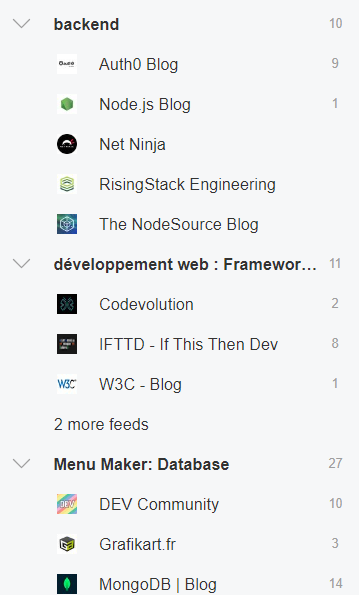 backend 10
Auth0 Blog 9
Node.js Blog 1
Net Ninja
RisingStack Engineering
The NodeSource Blog
développement web : Framewor... 11
Codevolution 2
IFTTD - If This Then Dev 8
W3C W3C - Blog 1
2 more feeds
Menu Maker: Database 27
DEV DEV Community 10
Grafikart.fr 3
MongoDB | Blog 14